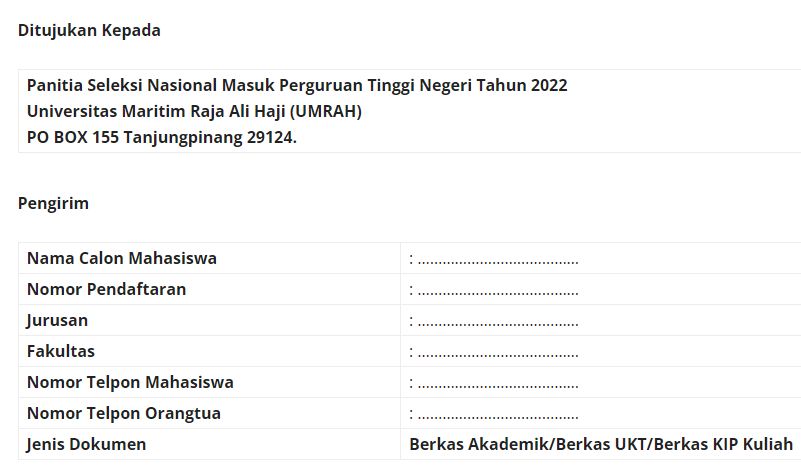 Ditujukan Kepada
Panitia Seleksi Nasional Masuk Perguruan Tinggi Negeri Tahun 2022
Universitas Maritim Raja Ali Haji (UMRAH)
PO BOX 155 Tanjungpinang 29124.
Pengirim
Nama Calon Mahasiswa : .......................................
Nomor Pendaftaran : .......................................
Jurusan : .......................................
Fakultas : .......................................
Nomor Telpon Mahasiswa : .......................................
Nomor Telpon Orangtua : .......................................
Jenis Dokumen Berkas Akademik/Berkas UKT/Berkas KIP Kuliah